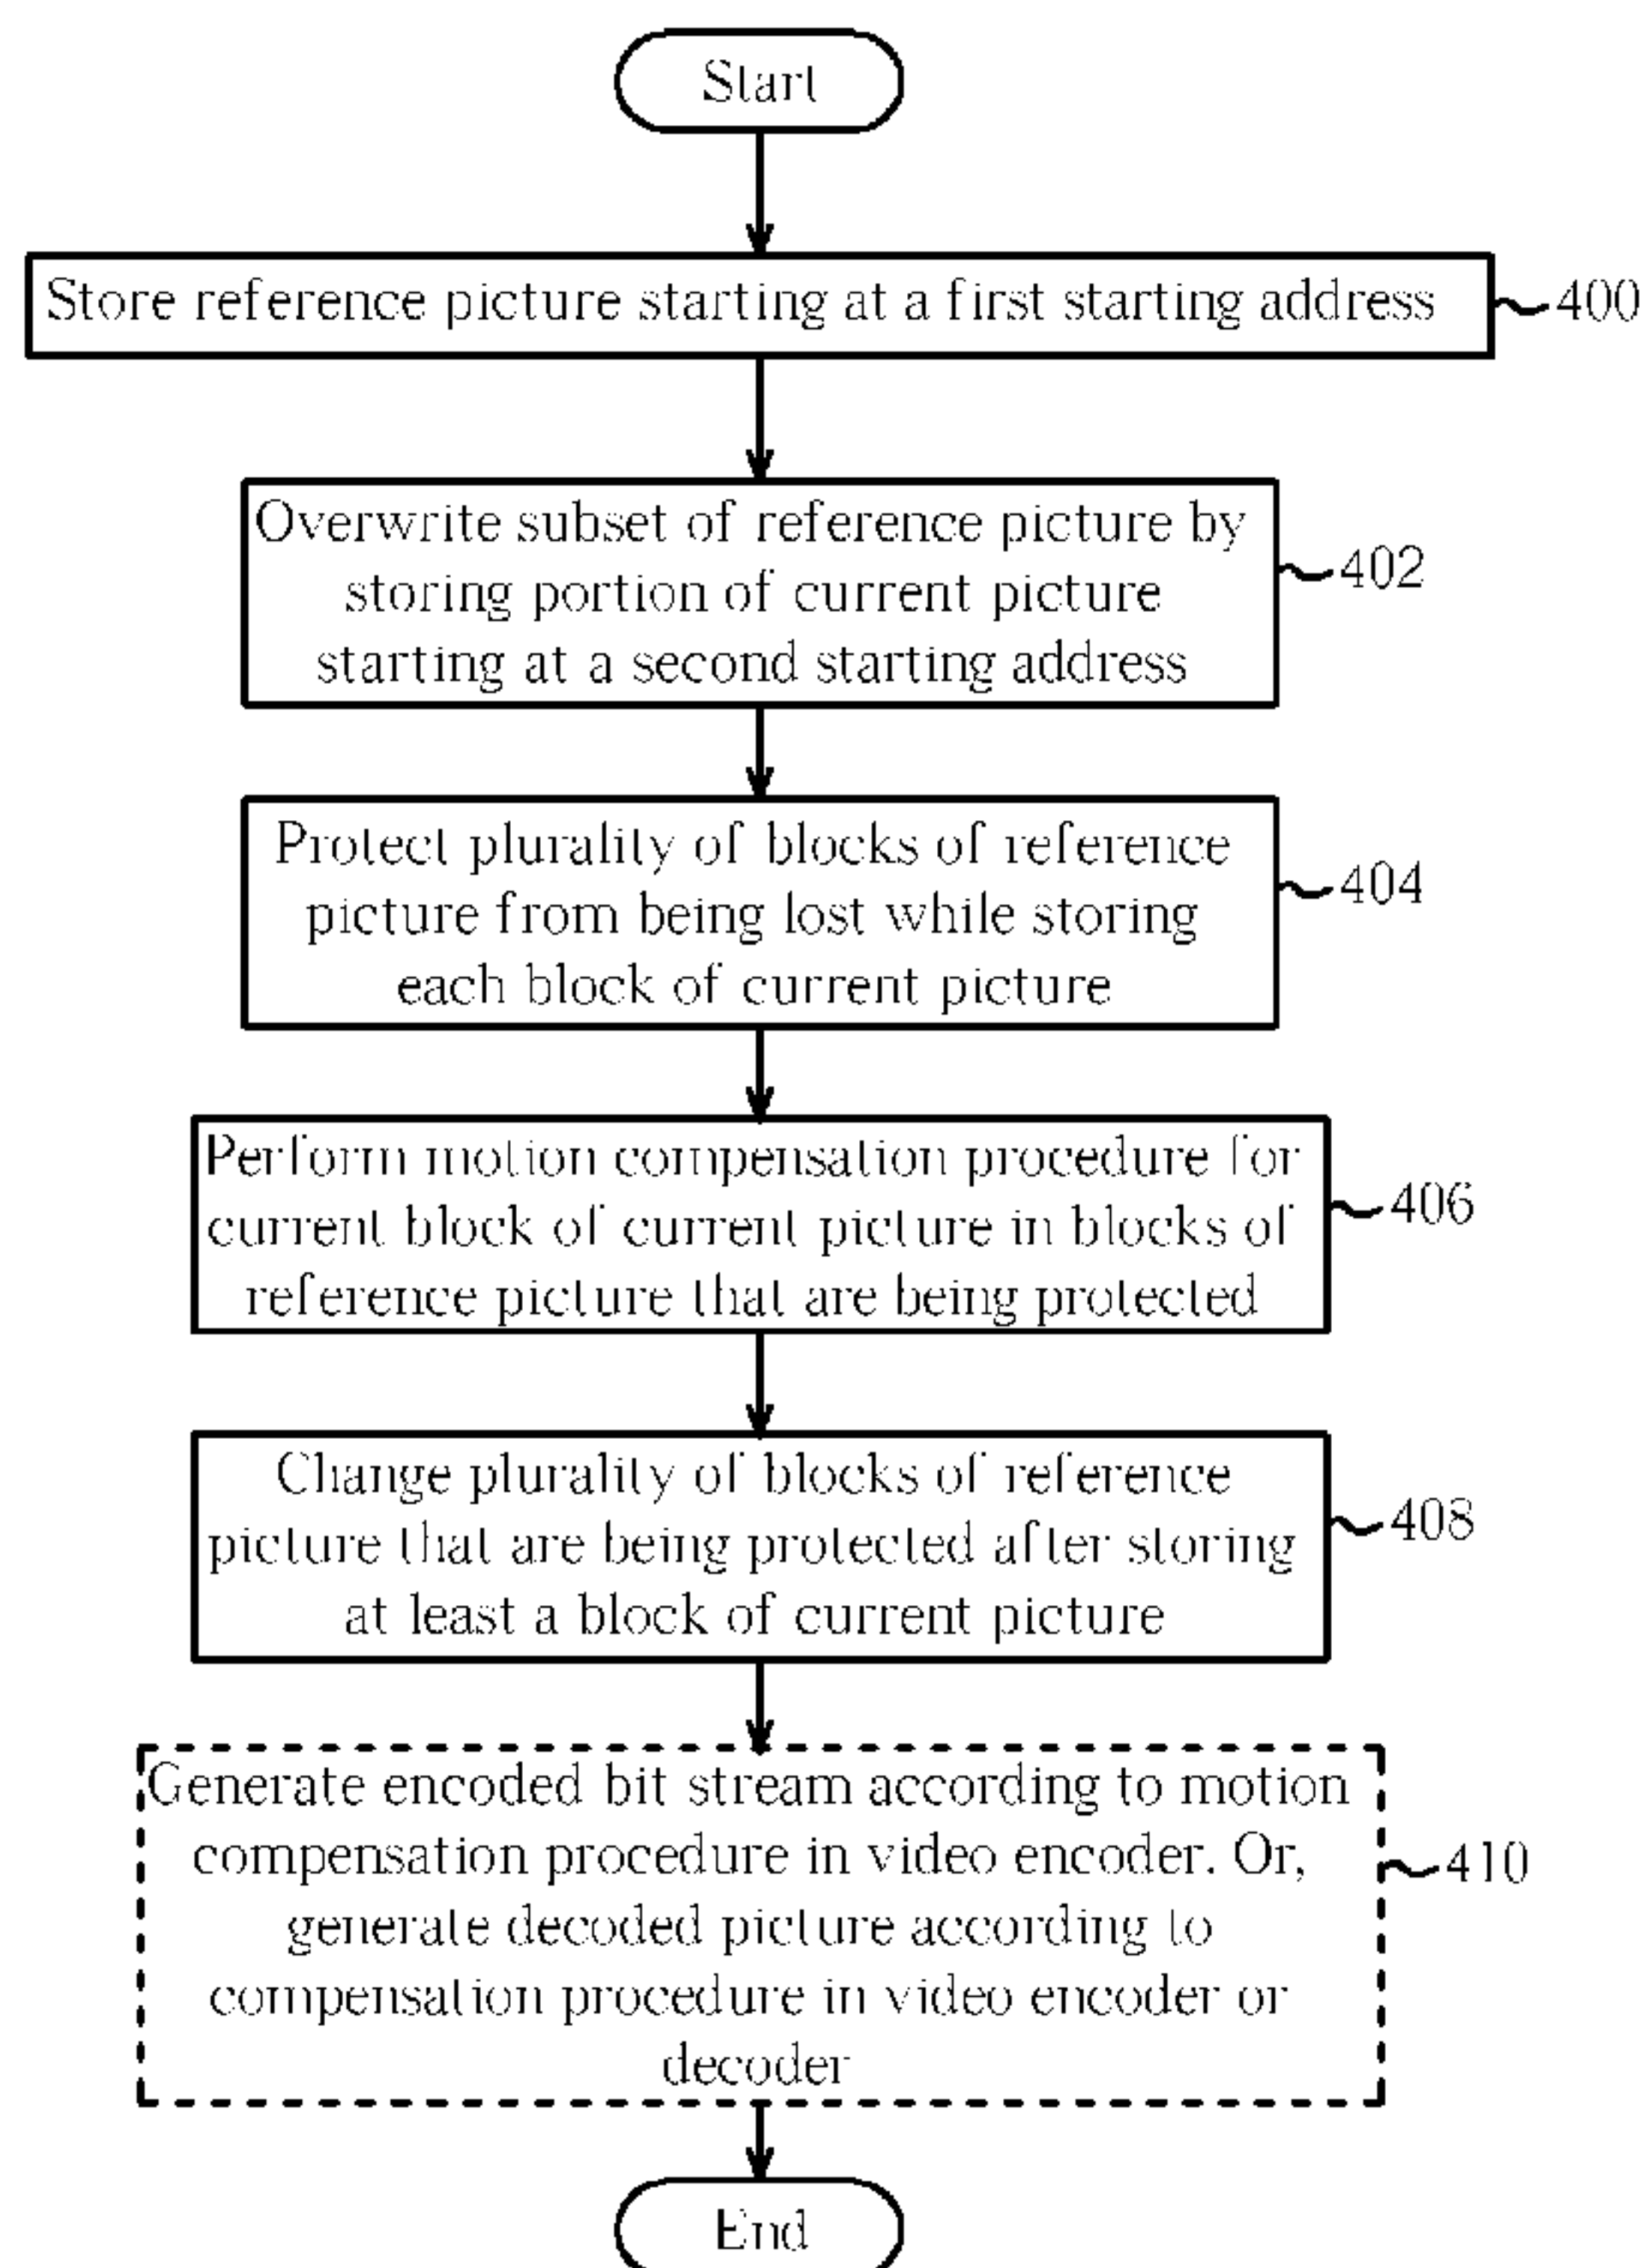 Start
Store reference picture starting at a first starting address
400
Overwrite subset of reference picture by
storing portion of current picture
starting at a second starting address
402
Protect plurality of blocks of reference
picture from being lost while storing
each block of current picture
404
Perform motion compensation procedure for
current block of current picture in blocks of
reference picture that are being protected
406
Change plurality of blocks of reference
picture that are being protected after storing
at least a block of current picture
408
Generate encoded bit stream according to motion
compensation procedure in video encoder. Or,
generate decoded picture according to
compensation procedure in video encoder or
decoder
410
End